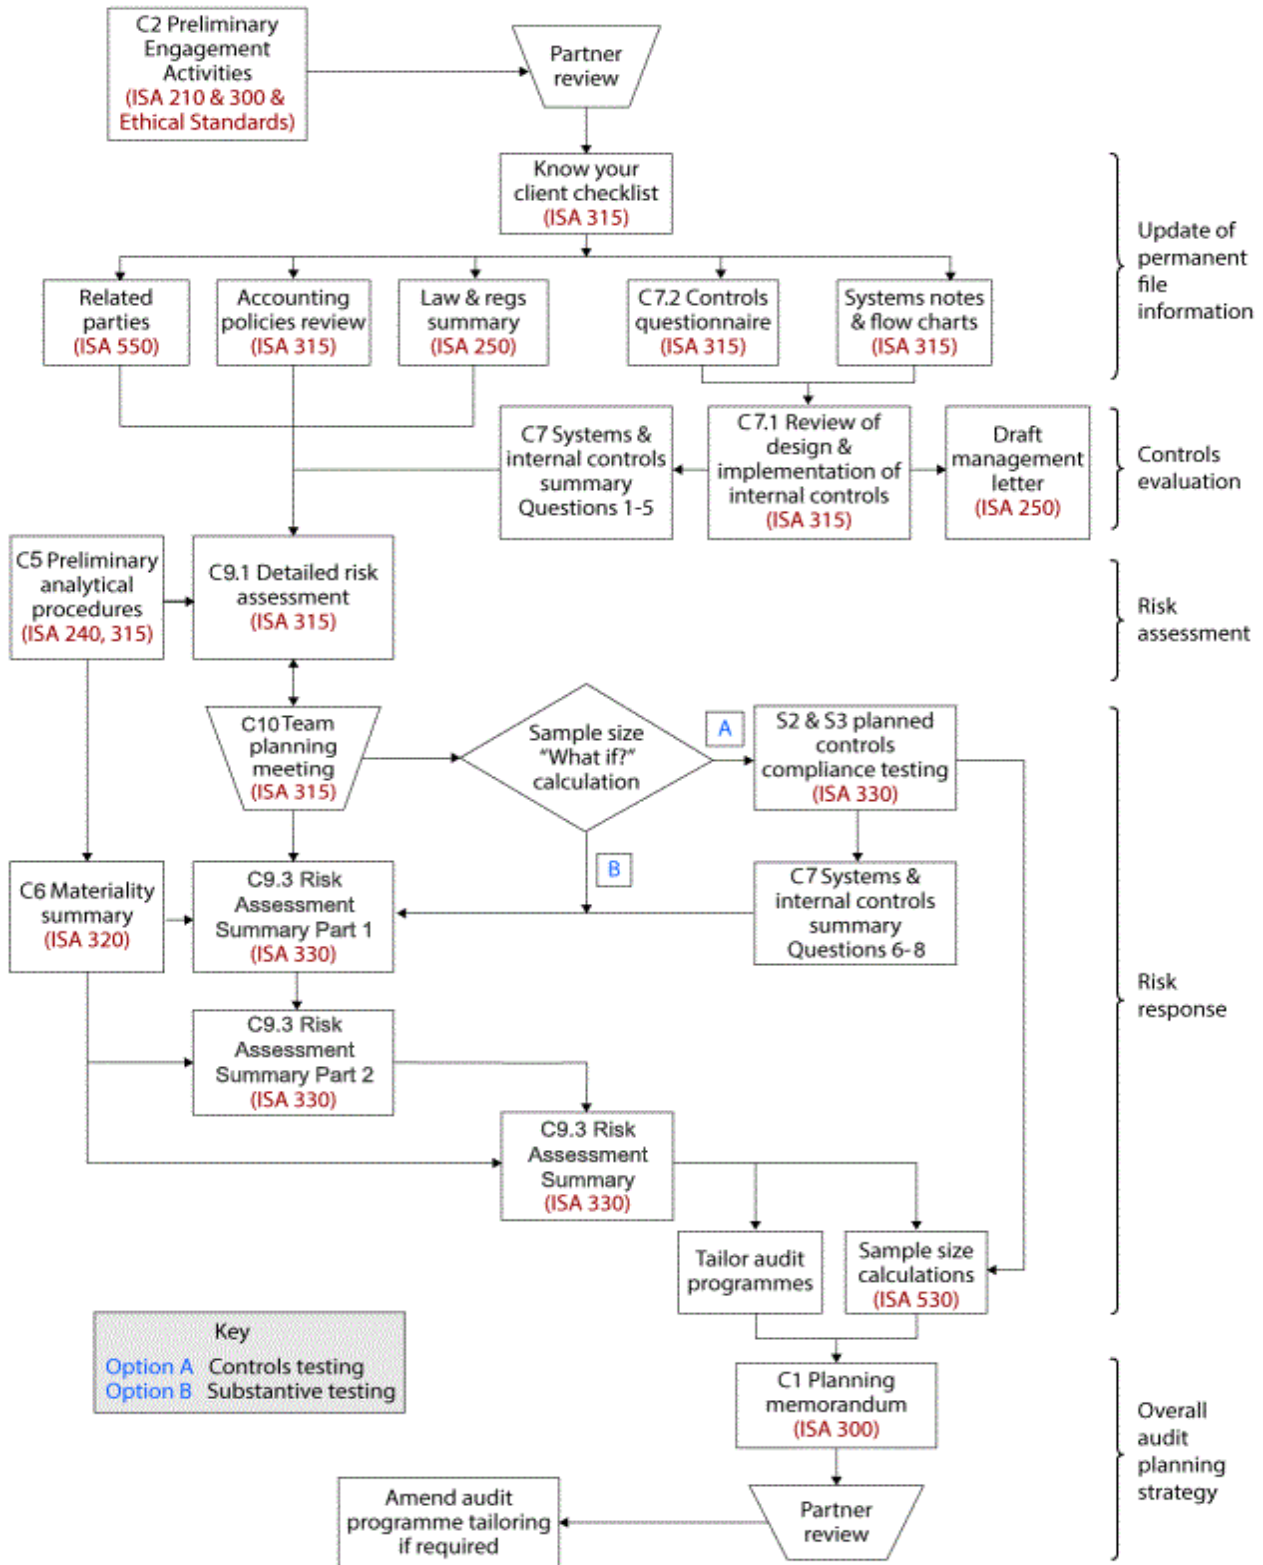 C2 Preliminary
Engagement
Activities
(ISA 210 & 300 &
Ethical Standards)
Partner
review
Know your
client checklist
(ISA 315)
Update of
permanent
file
information
Related
parties
(ISA 550)
Accounting
policies review
(ISA 315)
Law & regs
summary
(ISA 250)
C7.2 Controls
questionnaire
(ISA 315)
Systems notes
& flow charts
(ISA 315)
C7 Systems &
internal controls
summary
Questions 1-5
C7.1 Review of
design &
implementation of
internal controls
(ISA 315)
Draft
management
letter
(ISA 250)
Controls
evaluation
C5 Preliminary
analytical
procedures
(ISA 240, 315)
C9.1 Detailed risk
assessment
(ISA 315)
Risk
assessment
C10 Team
planning
meeting
(ISA 315)
Sample size
“What if?”
calculation
A
S2 & S3 planned
controls
compliance testing
(ISA 330)
B
C6 Materiality
summary
(ISA 320)
C9.3 Risk
Assessment
Summary Part 1
(ISA 330)
C7 Systems &
internal controls
summary
Questions 6-8
Risk
response
C9.3 Risk
Assessment
Summary Part 2
(ISA 330)
C9.3 Risk
Assessment
Summary
(ISA 330)
Tailor audit
programmes
Sample size
calculations
(ISA 530)
Key
Option A Controls testing
Option B Substantive testing
C1 Planning
memorandum
(ISA 300)
Overall
audit
planning
strategy
Amend audit
programme tailoring
if required
Partner
review